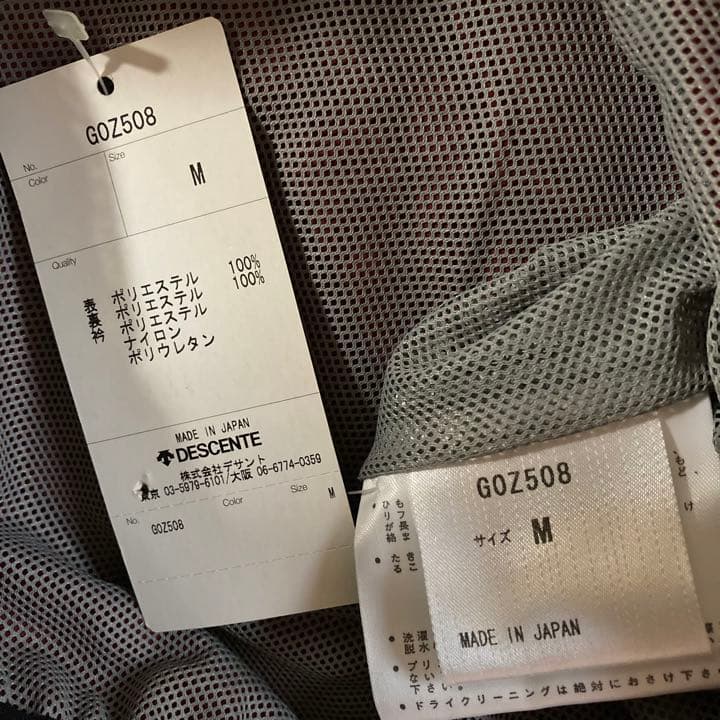 GOZ508
No.
Color
Size
M
Quality
表 ポリエステル 100%
裏 ポリエステル 100%
衿 ポリエステル
ナイロン
ポリウレタン
MADE IN JAPAN
DESCENTE
株式会社デサント
東京 03-5979-6101/大阪 06-6774-0359
No.
Color
Size
M
GOZ508
GOZ508
サイズ M
MADE IN JAPAN
ドライクリーニングは絶対におさけ下さい